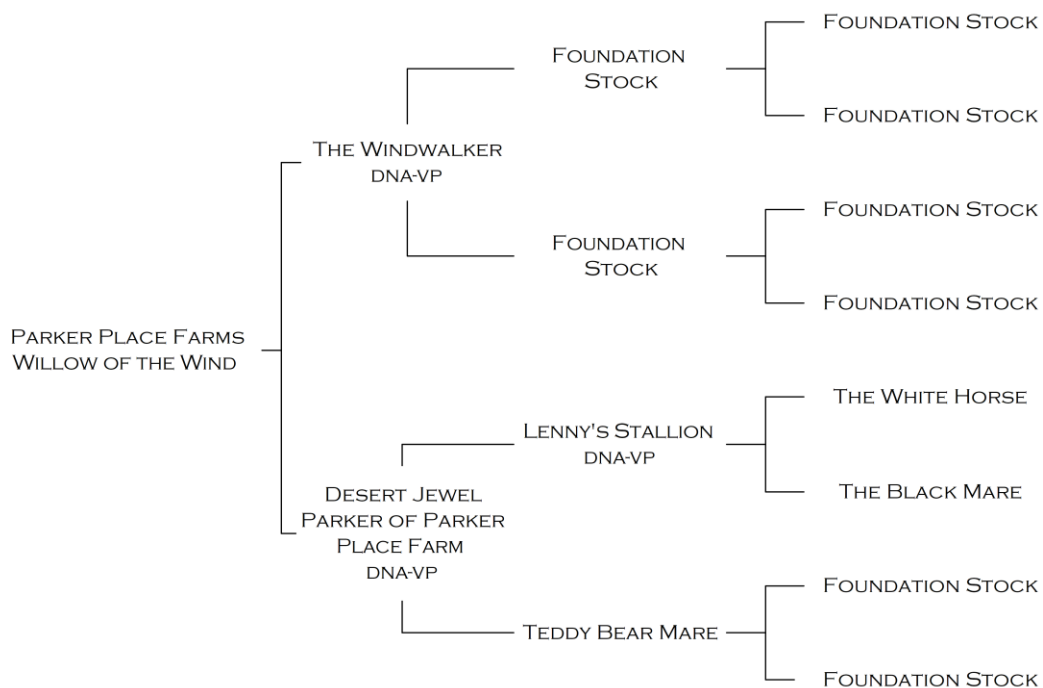 Parker Place Farms
Willow of the Wind
The Windwalker
DNA-VP
Desert Jewel
Parker of Parker
Place Farm
DNA-VP
Foundation
Stock
Foundation
Stock
Lenny's Stallion
DNA-VP
Teddy Bear Mare
Foundation Stock
Foundation Stock
Foundation Stock
Foundation Stock
The White Horse
The Black Mare
Foundation Stock
Foundation Stock